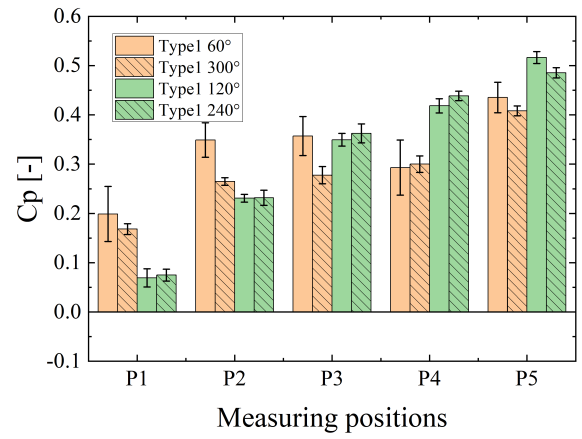 0.6
0.5
0.4
0.3
0.2
0.1
0.0
-0.1
Cp [-]
Type1 60°
Type1 300°
Type1 120°
Type1 240°
P1 P2 P3 P4 P5
Measuring positions